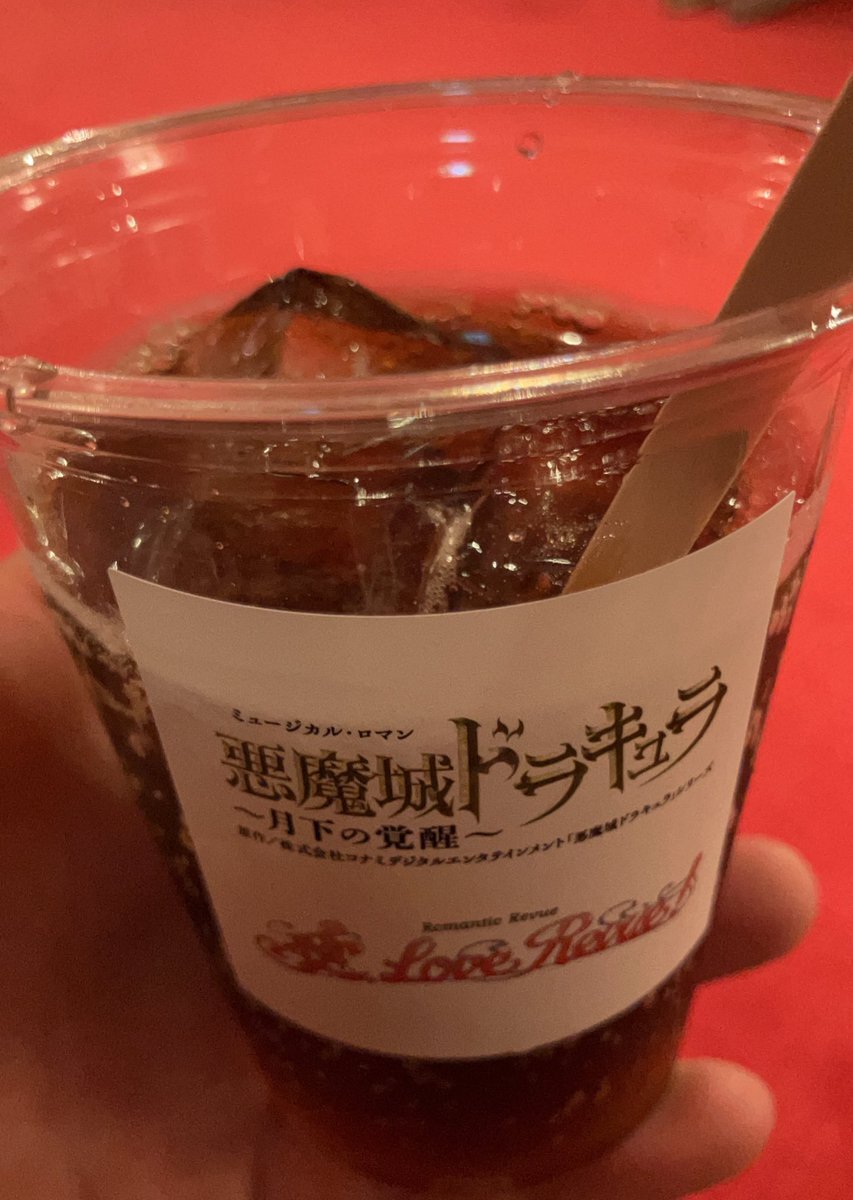 ミュージカル・ロマン
悪魔城ドラキュラ
～月下の覚醒～
原作/株式会社コナミデジタルエンタテインメント「悪魔城ドラキュラ」シリーズ
Romantic Revue
Love Revue!!